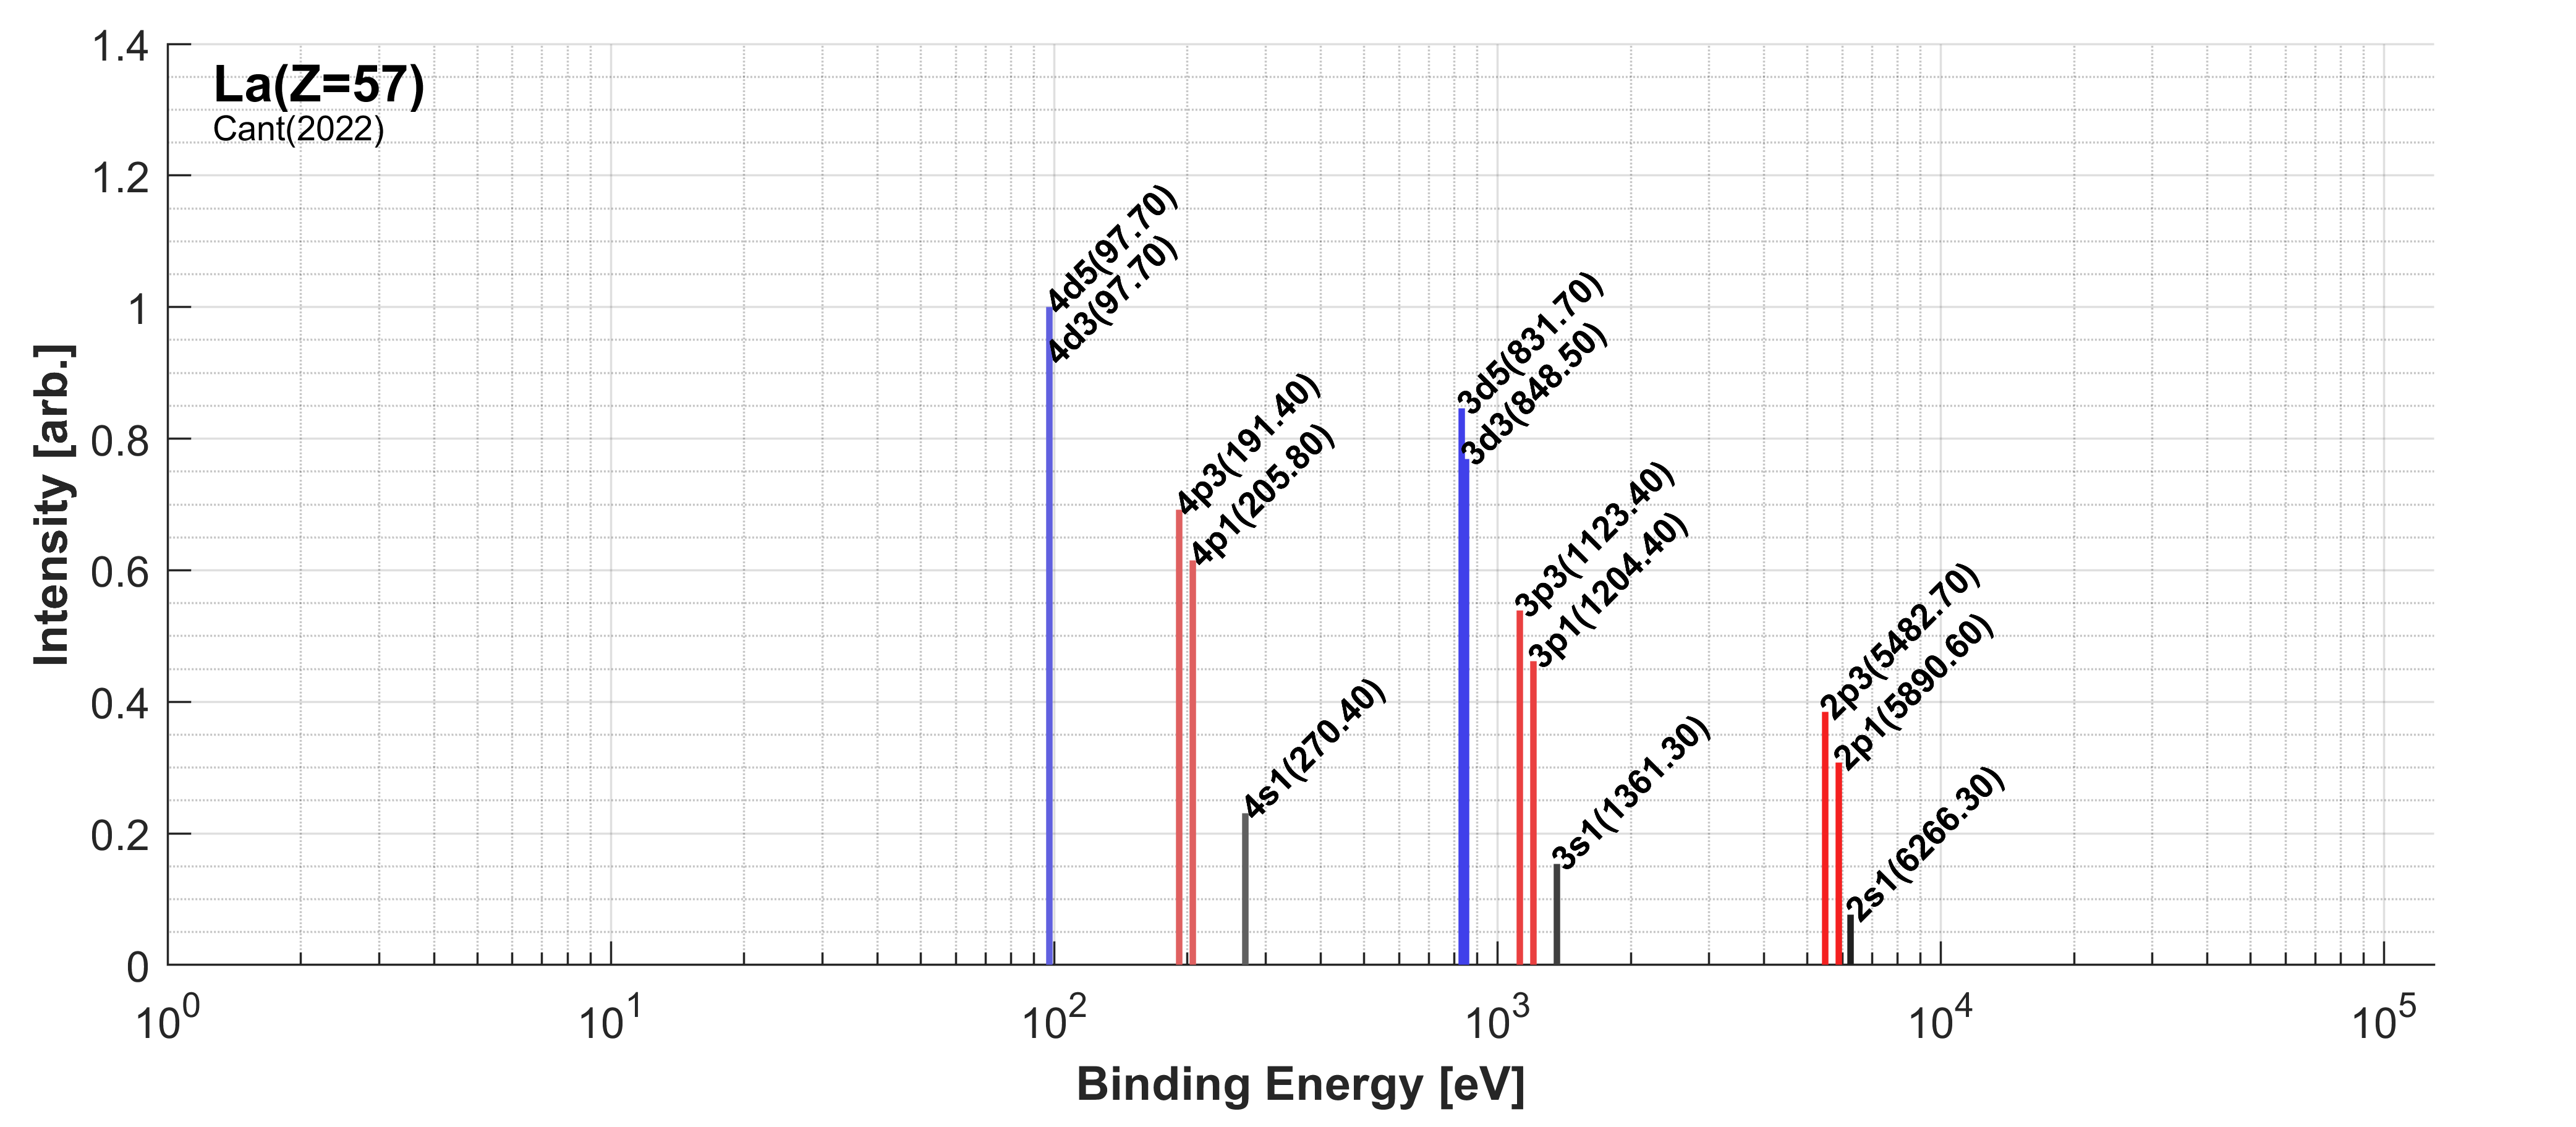 La(Z=57)
Cant(2022)
1.4
1.2
1
0.8
0.6
0.4
0.2
0
Intensity [arb.]
4d5(97.70)
4d3(97.70)
4p3(191.40)
4p1(205.80)
4s1(270.40)
3d5(831.70)
3d3(848.50)
3p3(1123.40)
3p1(1204.40)
3s1(1361.30)
2p3(5482.70)
2p1(5890.60)
2s1(6266.30)
10^0 10^1 10^2 10^3 10^4 10^5
Binding Energy [eV]